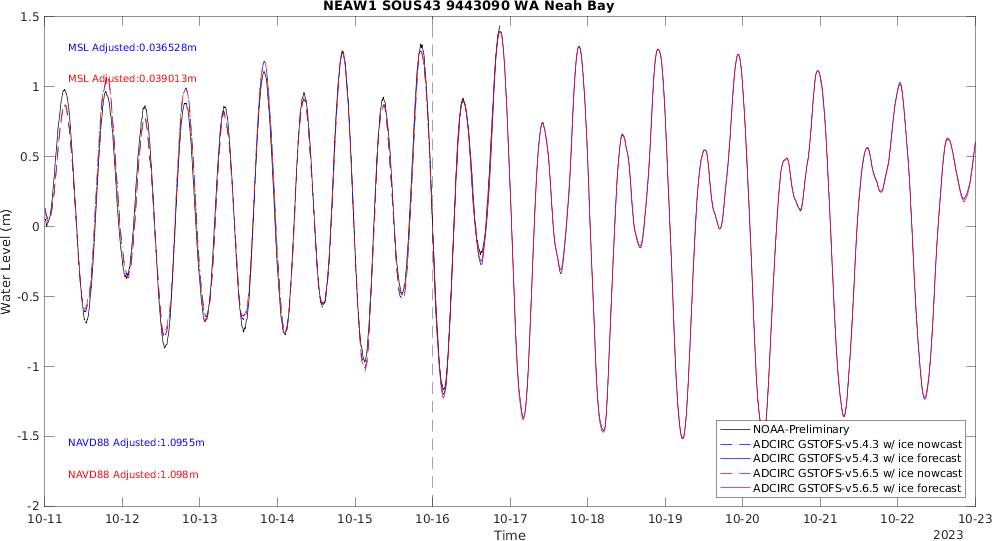 NEAW1 SOUS43 9443090 WA Neah Bay
1.5
1
0.5
0
-0.5
-1
-1.5
-2
Water Level (m)
MSL Adjusted:0.036528m
MSL Adjusted:0.039013m
NAVD88 Adjusted:1.0955m
NAVD88 Adjusted:1.098m
NOAA-Preliminary
ADCIRC GSTOFS-v5.4.3 w/ ice nowcast
ADCIRC GSTOFS-v5.4.3 w/ ice forecast
ADCIRC GSTOFS-v5.6.5 w/ ice nowcast
ADCIRC GSTOFS-v5.6.5 w/ ice forecast
10-11 10-12 10-13 10-14 10-15 10-16 10-17 10-18 10-19 10-20 10-21 10-22 10-23
Time
2023